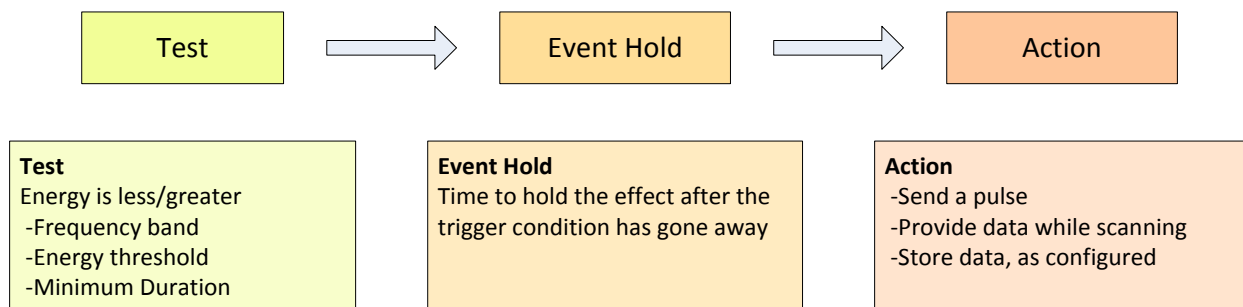 Test
Event Hold
Action
Test
Energy is less/greater
-Frequency band
-Energy threshold
-Minimum Duration
Event Hold
Time to hold the effect after the
trigger condition has gone away
Action
-Send a pulse
-Provide data while scanning
-Store data, as configured